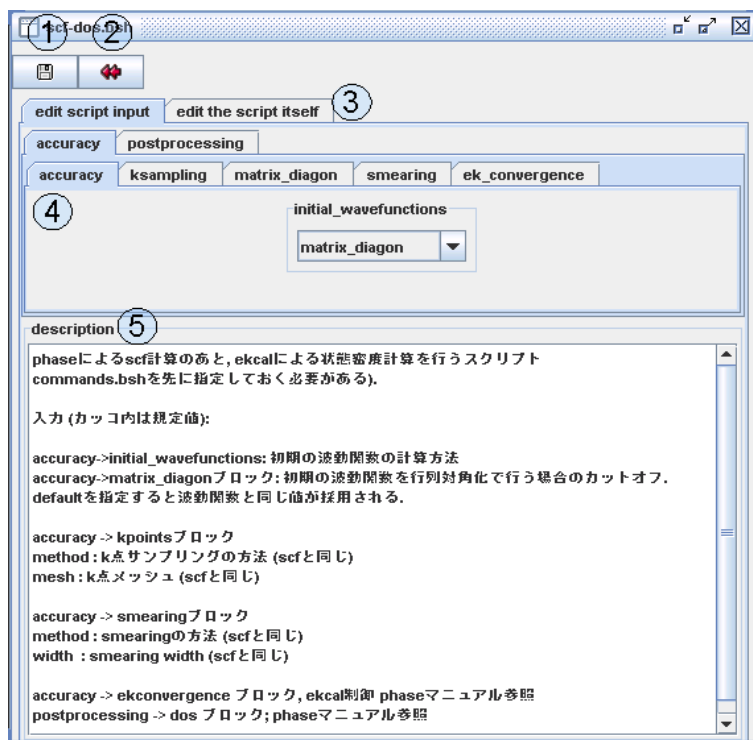 ① ② scf-dos.bsh
edit script input edit the script itself ③
accuracy postprocessing
accuracy ksampling matrix_diagon smearing ek_convergence
④ initial_wavefunctions
matrix_diagon
description ⑤
phaseによるscf計算のあと, ekcalによる状態密度計算を行うスクリプト
commands.bshを先に指定しておく必要がある).
入力 (カッコ内は規定値):
accuracy->initial_wavefunctions: 初期の波動関数の計算方法
accuracy->matrix_diagonブロック: 初期の波動関数を行列対角化で行う場合のカットオフ.
defaultを指定すると波動関数と同じ値が採用される.
accuracy -> kpointsブロック
method : k点サンプリングの方法 (scfと同じ)
mesh : k点メッシュ (scfと同じ)
accuracy -> smearingブロック
method : smearingの方法 (scfと同じ)
width : smearing width (scfと同じ)
accuracy -> ekconvergence ブロック, ekcal制御 phaseマニュアル参照
postprocessing -> dos ブロック; phaseマニュアル参照